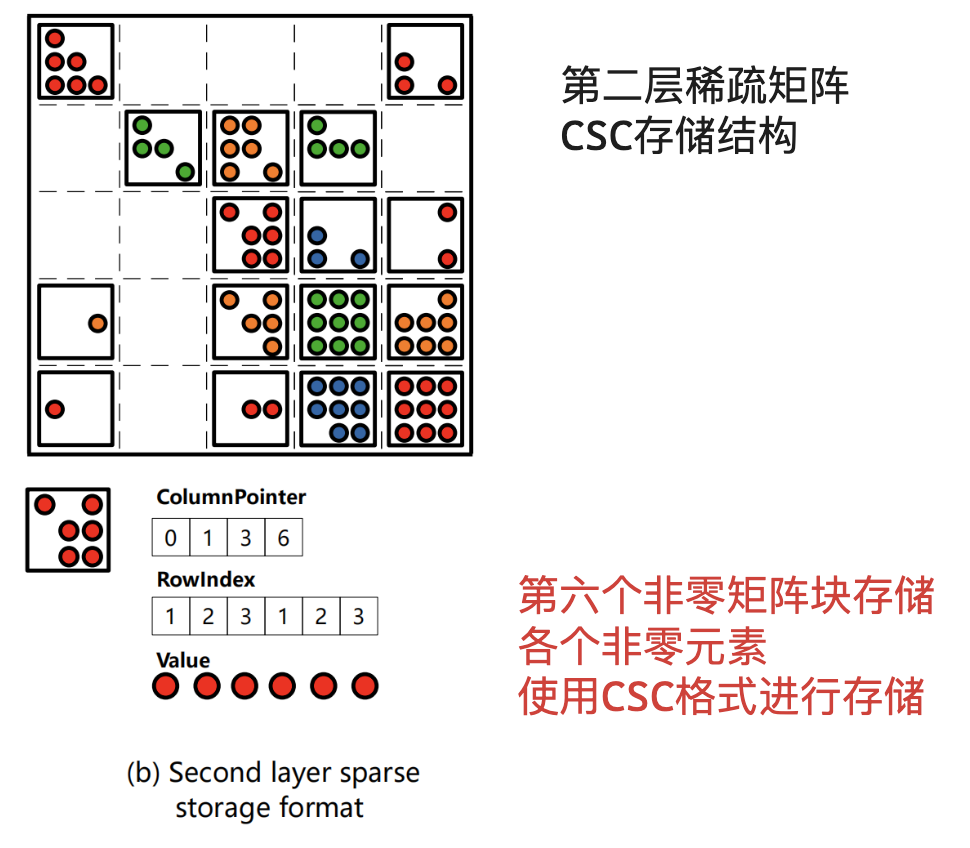 第二层稀疏矩阵
CSC存储结构
ColumnPointer
0 1 3 6
RowIndex
1 2 3 1 2 3
Value
第六个非零矩阵块存储
各个非零元素
使用CSC格式进行存储
(b) Second layer sparse
storage format